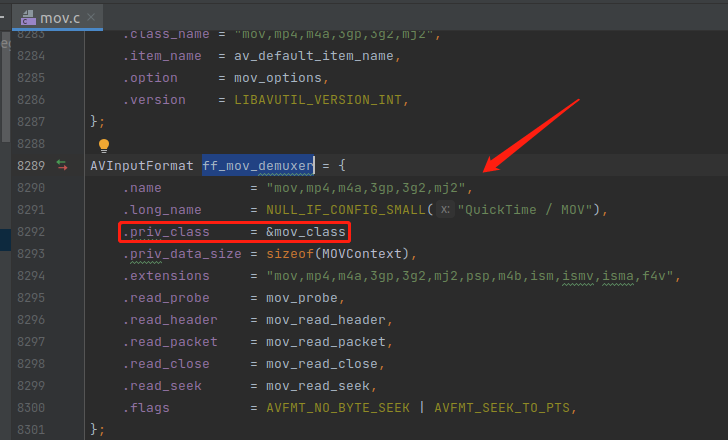 mov.c
8283 .class_name = "mov,mp4,m4a,3gp,3g2,mj2",
8284 .item_name = av_default_item_name,
8285 .option = mov_options,
8286 .version = LIBAVUTIL_VERSION_INT,
8287 };
8288
8289 AVInputFormat ff_mov_demuxer = {
8290 .name = "mov,mp4,m4a,3gp,3g2,mj2",
8291 .long_name = NULL_IF_CONFIG_SMALL( x: "QuickTime / MOV"),
8292 .priv_class = &mov_class
8293 .priv_data_size = sizeof(MOVContext),
8294 .extensions = "mov,mp4,m4a,3gp,3g2,mj2,psp,m4b,ism,ismv,isma,f4v",
8295 .read_probe = mov_probe,
8296 .read_header = mov_read_header,
8297 .read_packet = mov_read_packet,
8298 .read_close = mov_read_close,
8299 .read_seek = mov_read_seek,
8300 .flags = AVFMT_NO_BYTE_SEEK | AVFMT_SEEK_TO_PTS,
8301 };